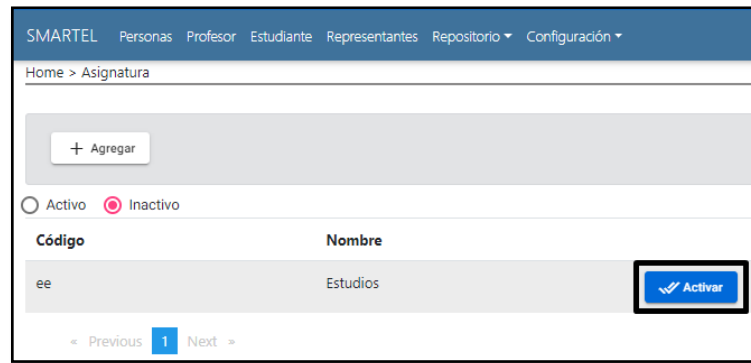 SMARTEL Personas Profesor Estudiante Representantes Repositorio Configuración
Home > Asignatura
+ Agregar
Activo Inactivo
Código Nombre
ee Estudios Activar
« Previous 1 Next »